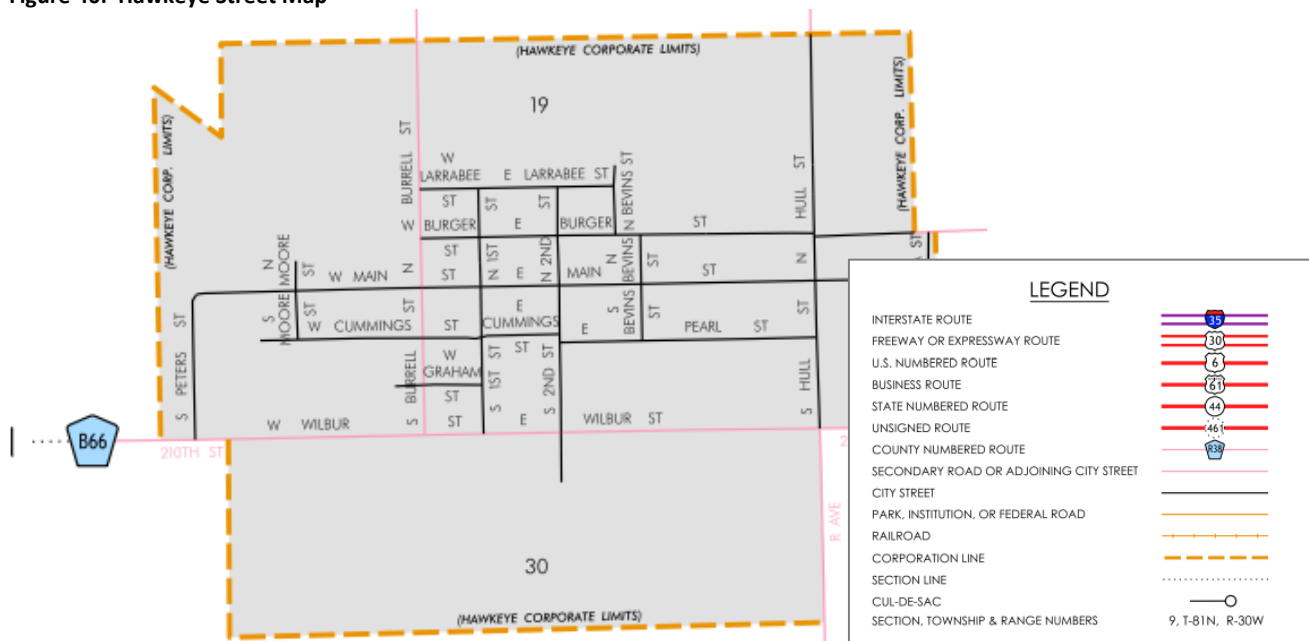 Figure 40: Hawkeye Street Map
(HAWKEYE CORPORATE LIMITS)
19
(HAWKEYE CORP. LIMITS)
(HAWKEYE CORP. LIMITS)
N BURRELL ST
W LARRABEE ST
E LARRABEE ST
N BEVINS ST
N HULL ST
W BURGER ST
E BURGER ST
N 1ST ST
N 2ND ST
N MOORE ST
W MAIN ST
E MAIN ST
N BEVINS ST
S MOORE ST
W CUMMINGS ST
E CUMMINGS ST
S BEVINS ST
E PEARL ST
S PETERS ST
S BURRELL ST
W GRAHAM ST
S 1ST ST
S 2ND ST
S HULL ST
W WILBUR ST
E WILBUR ST
B66
210TH ST
R AVE
30
(HAWKEYE CORPORATE LIMITS)
LEGEND
INTERSTATE ROUTE
35
FREEWAY OR EXPRESSWAY ROUTE
30
U.S. NUMBERED ROUTE
6
BUSINESS ROUTE
61
STATE NUMBERED ROUTE
44
UNSIGNED ROUTE
461
COUNTY NUMBERED ROUTE
R38
SECONDARY ROAD OR ADJOINING CITY STREET
CITY STREET
PARK, INSTITUTION, OR FEDERAL ROAD
RAILROAD
CORPORATION LINE
SECTION LINE
CUL-DE-SAC
SECTION, TOWNSHIP & RANGE NUMBERS
9, T-81N, R-30W